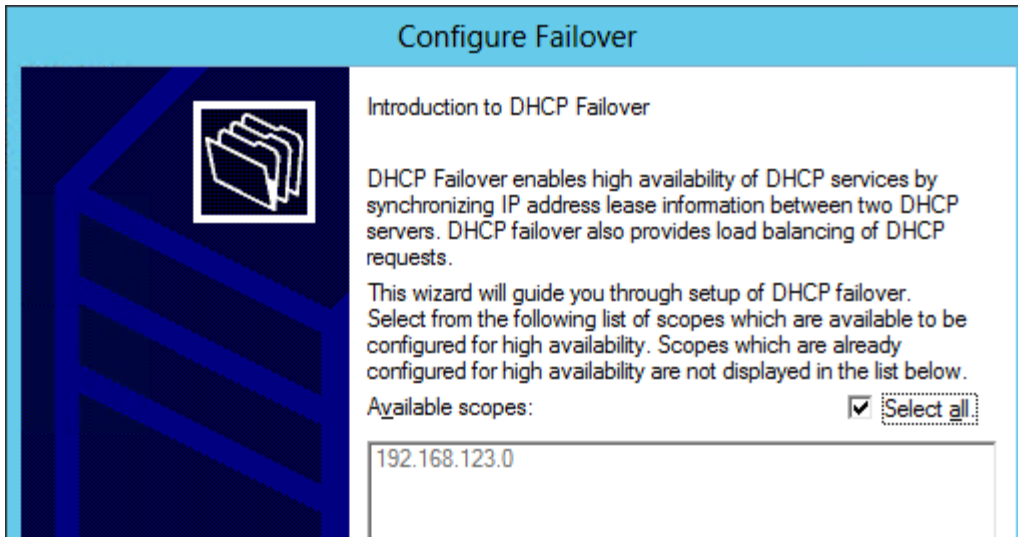 Configure Failover
Introduction to DHCP Failover
DHCP Failover enables high availability of DHCP services by
synchronizing IP address lease information between two DHCP
servers. DHCP failover also provides load balancing of DHCP
requests.
This wizard will guide you through setup of DHCP failover.
Select from the following list of scopes which are available to be
configured for high availability. Scopes which are already
configured for high availability are not displayed in the list below.
Available scopes: Select all.
192.168.123.0